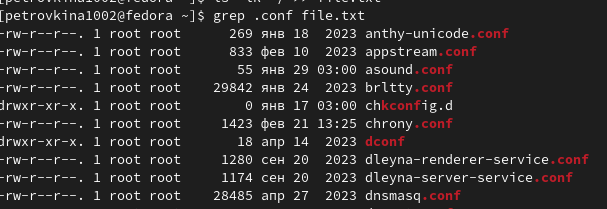 [petrovkina1002@fedora ~]$ grep .conf file.txt
-rw-r--r--. 1 root root 269 янв 18 2023 anthy-unicode.conf
-rw-r--r--. 1 root root 833 фев 10 2023 appstream.conf
-rw-r--r--. 1 root root 55 янв 29 03:00 asound.conf
-rw-r--r--. 1 root root 29842 янв 24 2023 brltty.conf
drwxr-xr-x. 1 root root 0 янв 17 03:00 chkconfig.d
-rw-r--r--. 1 root root 1423 фев 21 13:25 chrony.conf
drwxr-xr-x. 1 root root 18 апр 14 2023 dconf
-rw-r--r--. 1 root root 1280 сен 20 2023 dleyna-renderer-service.conf
-rw-r--r--. 1 root root 1174 сен 20 2023 dleyna-server-service.conf
-rw-r--r--. 1 root root 28485 апр 27 2023 dnsmasq.conf